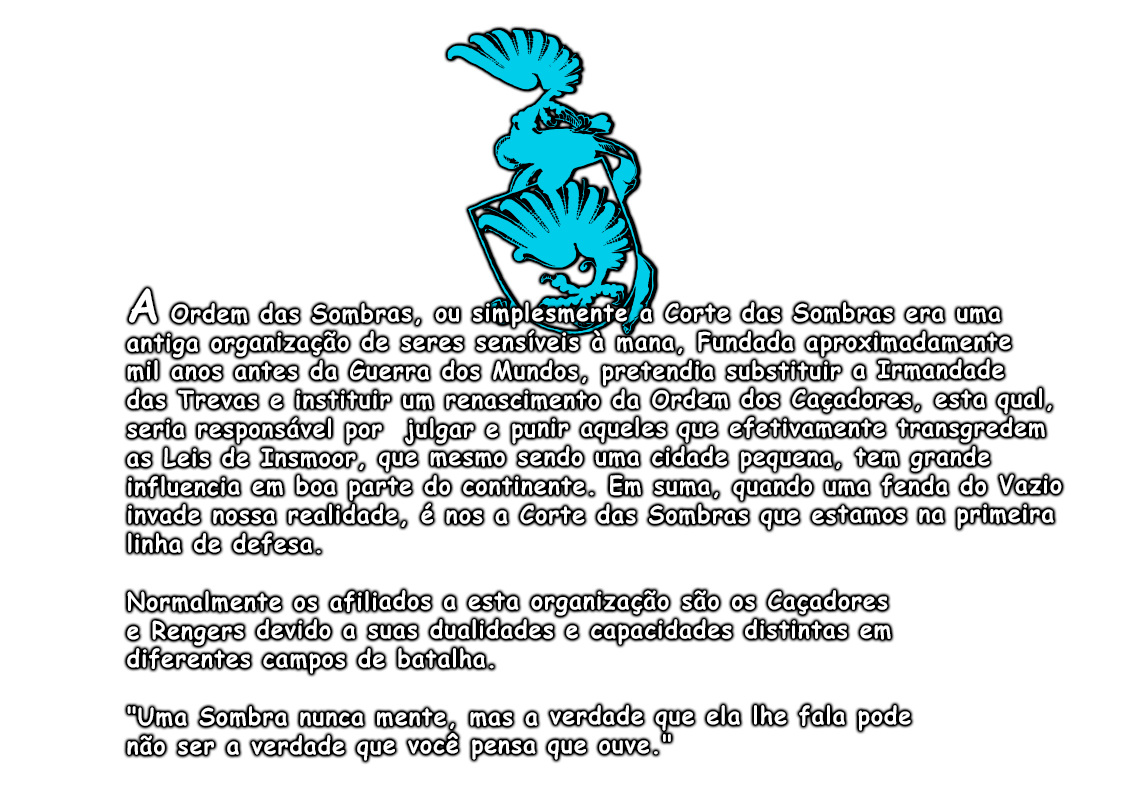 A Ordem das Sombras, ou simplesmente a Corte das Sombras era uma
antiga organização de seres sensíveis à mana, Fundada aproximadamente
mil anos antes da Guerra dos Mundos, pretendia substituir a Irmandade
das Trevas e instituir um renascimento da Ordem dos Caçadores, esta qual,
seria responsável por julgar e punir aqueles que efetivamente transgredem
as Leis de Insmoor, que mesmo sendo uma cidade pequena, tem grande
influencia em boa parte do continente. Em suma, quando uma fenda do Vazio
invade nossa realidade, é nos a Corte das Sombras que estamos na primeira
linha de defesa.
Normalmente os afiliados a esta organização são os Caçadores
e Rengers devido a suas dualidades e capacidades distintas em
diferentes campos de batalha.
"Uma Sombra nunca mente, mas a verdade que ela lhe fala pode
não ser a verdade que você pensa que ouve."